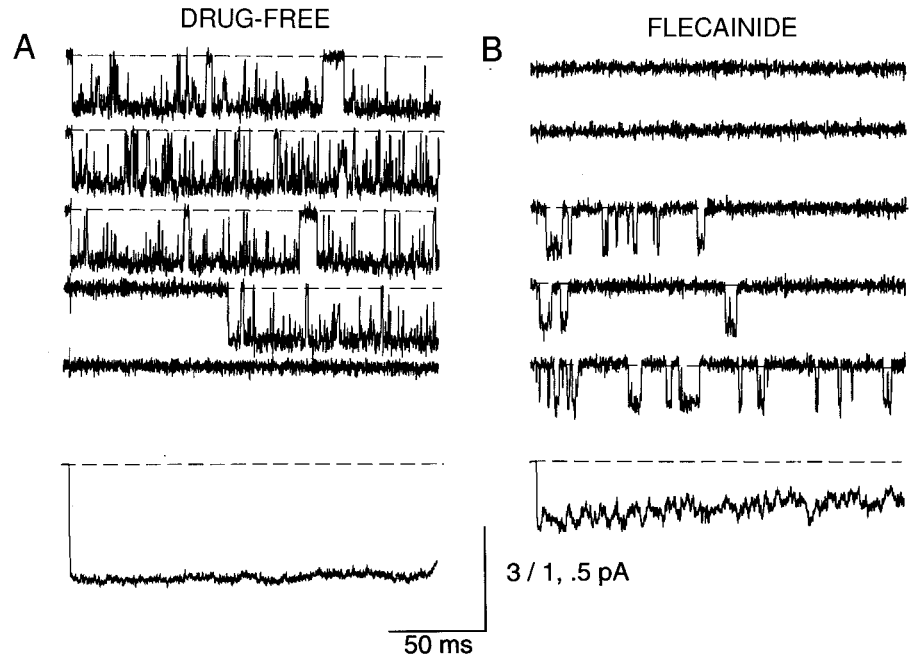 DRUG-FREE
A
FLECAINIDE
B
3 / 1, .5 pA
50 ms